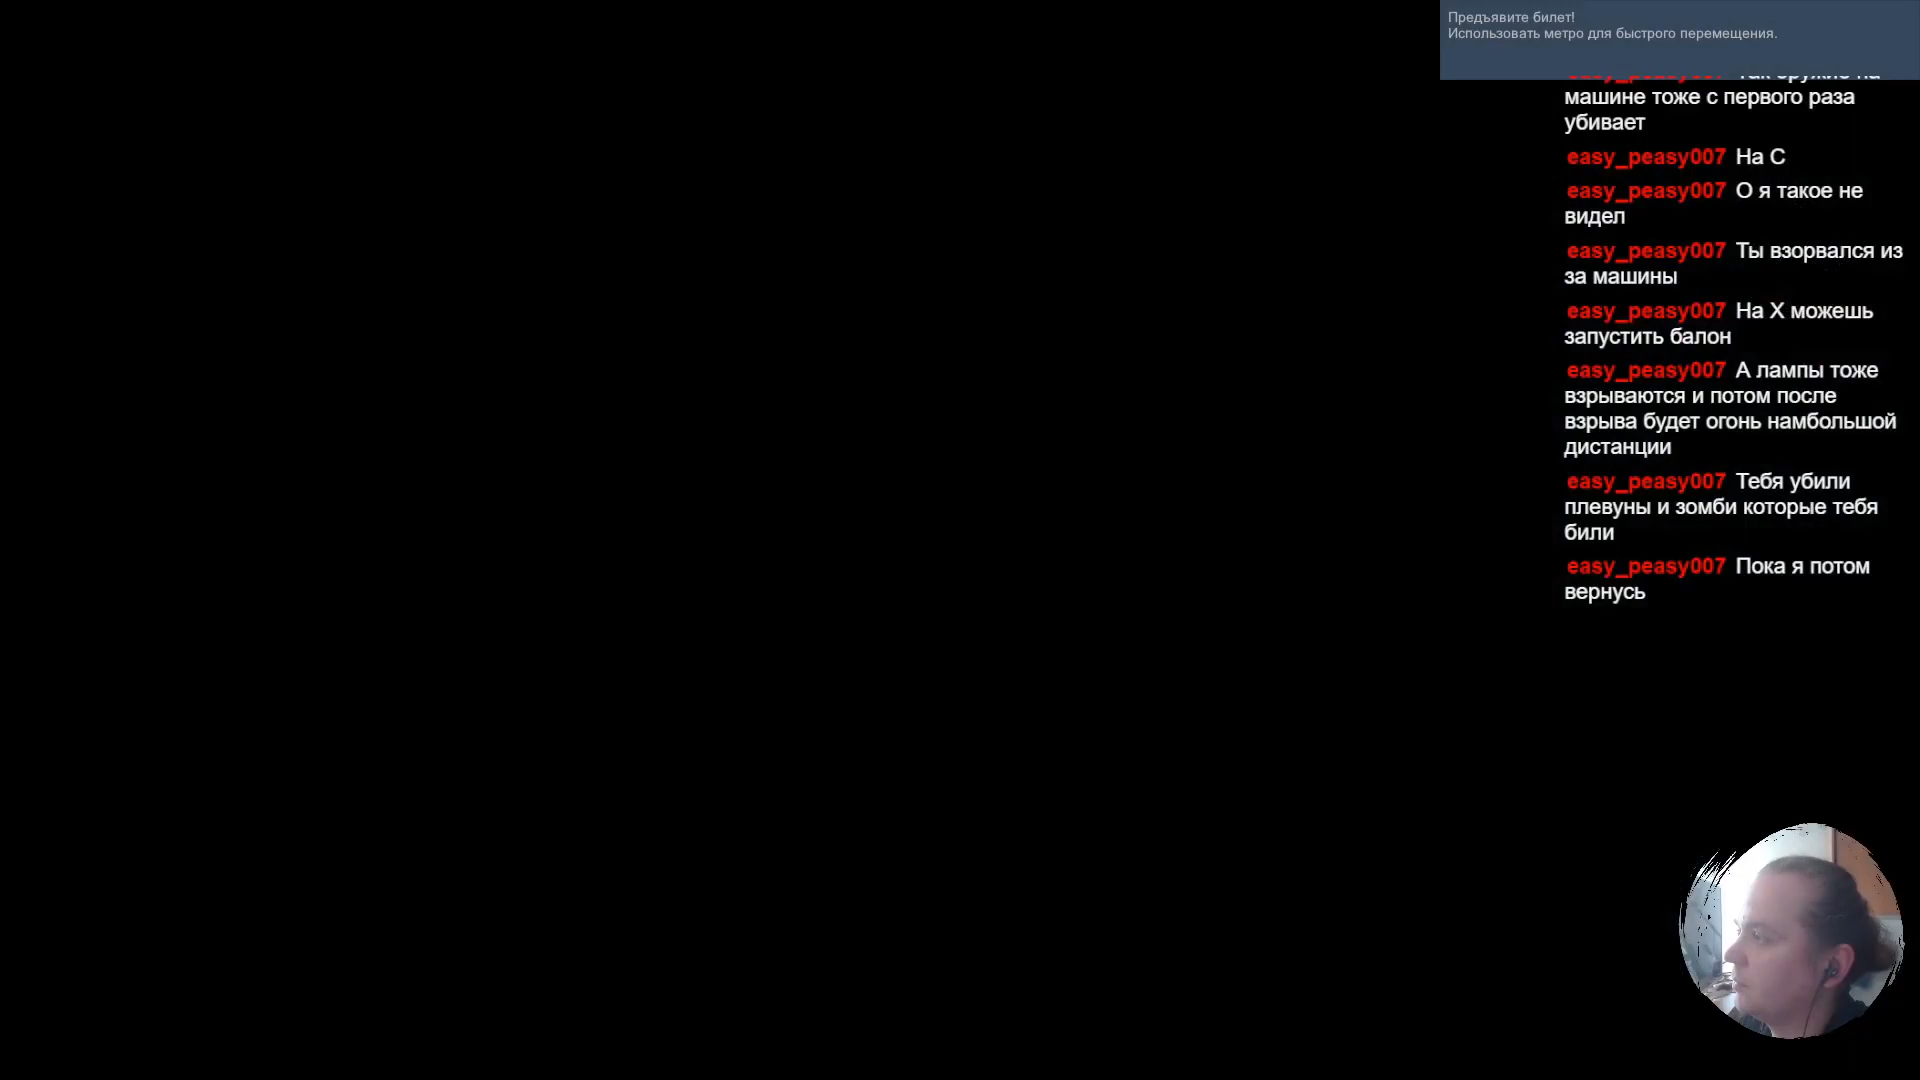 Предъявите билет!
Использовать метро для быстрого перемещения.
машине тоже с первого раза
убивает
easy_peasy007 На С
easy_peasy007 О я такое не
видел
easy_peasy007 Ты взорвался из
за машины
easy_peasy007 На Х можешь
запустить балон
easy_peasy007 А лампы тоже
взрываются и потом после
взрыва будет огонь намбольшой
дистанции
easy_peasy007 Тебя убили
плевуны и зомби которые тебя
били
easy_peasy007 Пока я потом
вернусь